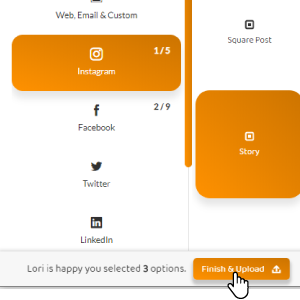 Web, Email & Custom
1 / 5
Instagram
2 / 9
Facebook
Twitter
LinkedIn
Square Post
Story
Lori is happy you selected 3 options.
Finish & Upload